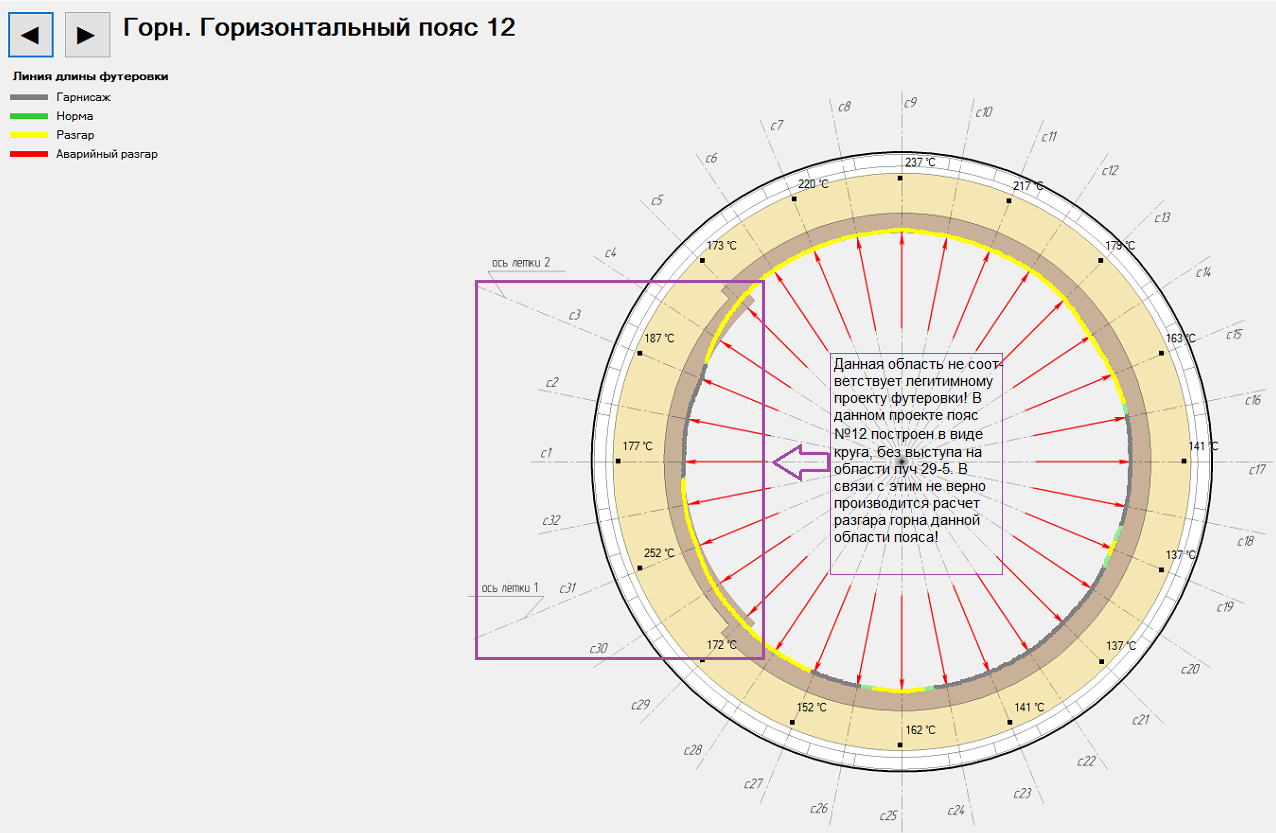 ◀ ▶ Горн. Горизонтальный пояс 12
Линия длины футеровки
Гарнисаж
Норма
Разгар
Аварийный разгар
c9
c8
c10
c7
c11
c6
c12
c5
c13
c4
c14
c3
c15
c2
c16
c1
c17
c32
c18
c31
c19
c30
c20
c29
c21
c28
c22
c27
c23
c26
c24
c25
237 °C
220 °C
217 °C
173 °C
179 °C
187 °C
163 °C
177 °C
141 °C
252 °C
137 °C
172 °C
137 °C
152 °C
141 °C
162 °C
ось лётки 2
ось лётки 1
Данная область не соот-
ветствует легитимному
проекту футеровки! В
данном проекте пояс
№12 построен в виде
круга, без выступа на
области луч 29-5. В
связи с этим не верно
производится расчет
разгара горна данной
области пояса!